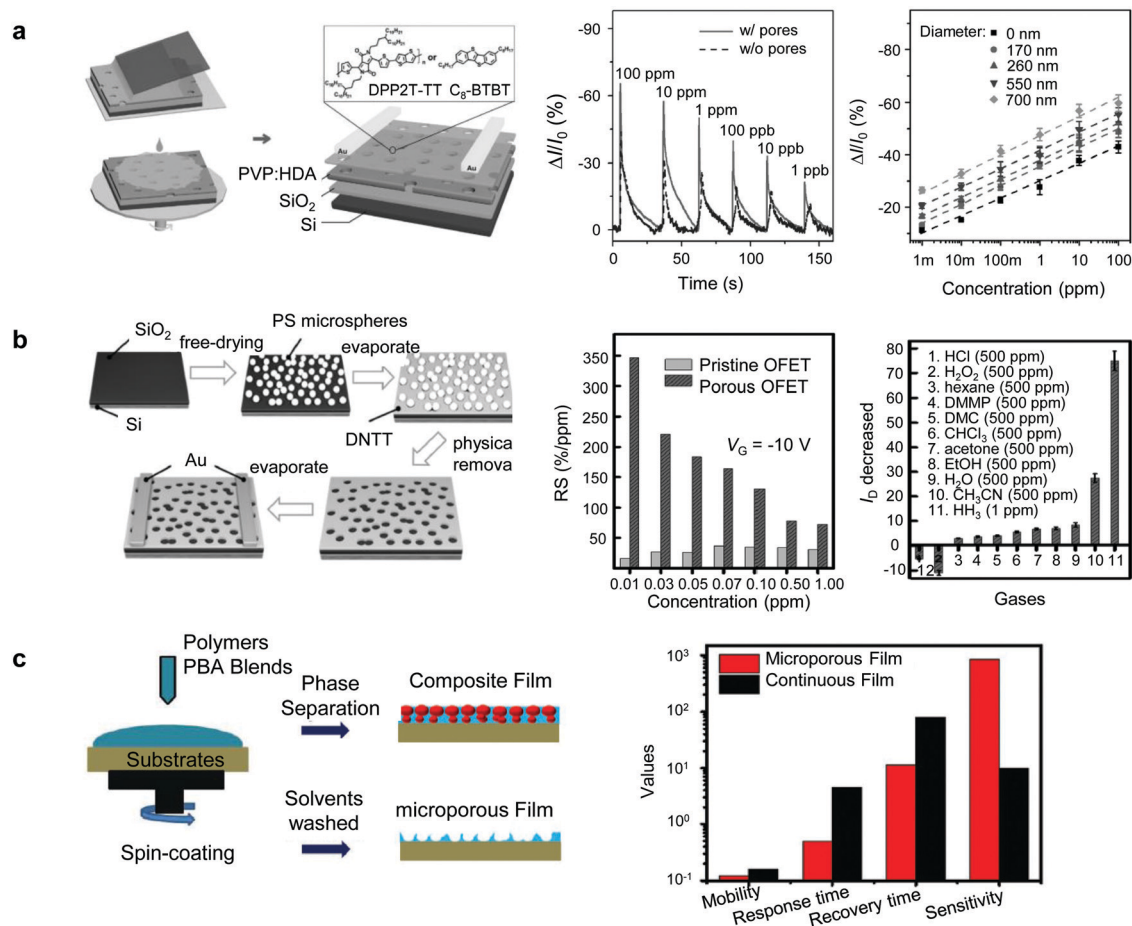 a
DPP2T-TT
or
C8-BTBT
Au
Au
PVP:HDA
SiO2
Si
ΔI/I0 (%)
-90
-60
-30
0
w/ pores
w/o pores
100 ppm
10 ppm
1 ppm
100 ppb
10 ppb
1 ppb
0
50
100
150
Time (s)
ΔI/I0 (%)
-80
-60
-40
-20
Diameter:
0 nm
170 nm
260 nm
550 nm
700 nm
1m
10m
100m
1
10
100
Concentration (ppm)
b
SiO2
Si
free-drying
PS microspheres
evaporate
DNTT
physica
remova
Au
evaporate
RS (%/ppm)
350
300
250
200
150
100
50
Pristine OFET
Porous OFET
VG = -10 V
0.01
0.03
0.05
0.07
0.10
0.50
1.00
Concentration (ppm)
ID decreased
80
70
60
50
40
30
20
10
0
-10
1. HCl (500 ppm)
2. H2O2 (500 ppm)
3. hexane (500 ppm)
4. DMMP (500 ppm)
5. DMC (500 ppm)
6. CHCl3 (500 ppm)
7. acetone (500 ppm)
8. EtOH (500 ppm)
9. H2O (500 ppm)
10. CH3CN (500 ppm)
11. HH3 (1 ppm)
1
2
3
4
5
6
7
8
9
10
11
Gases
c
Polymers
PBA Blends
Substrates
Spin-coating
Phase
Separation
Composite Film
Solvents
washed
microporous Film
Values
10^3
10^2
10^1
10^0
10^-1
Microporous Film
Continuous Film
Mobility
Response time
Recovery time
Sensitivity